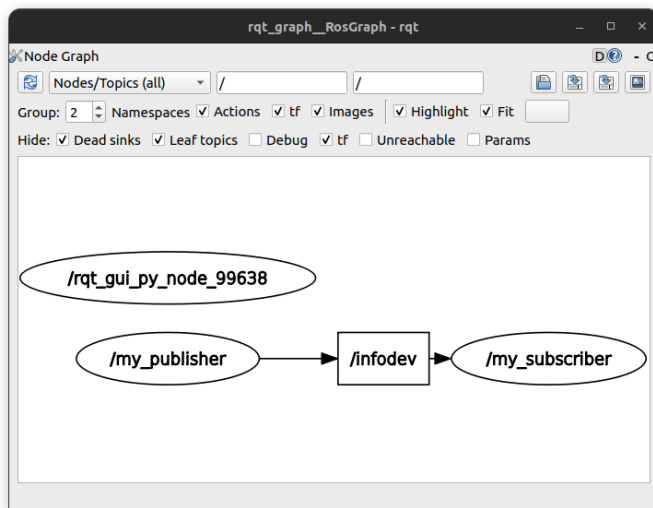 rqt_graph__RosGraph - rqt
Node Graph D - O
Nodes/Topics (all) / /
Group: 2 Namespaces Actions tf Images Highlight Fit
Hide: Dead sinks Leaf topics Debug tf Unreachable Params
/rqt_gui_py_node_99638
/my_publisher /infodev /my_subscriber